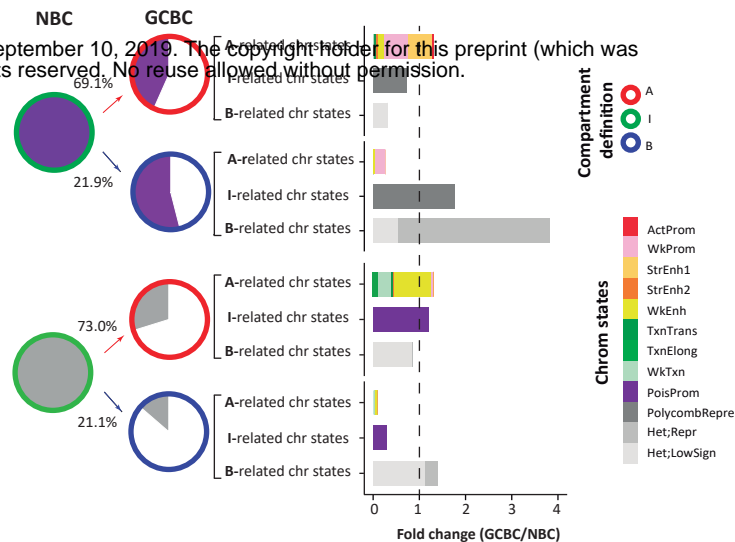 NBC GCBC
eptember 10, 2019. The copyright holder for this preprint (which was
ts reserved. No reuse allowed without permission.
A-related chr states
I-related chr states
B-related chr states
69.1%
21.9%
A-related chr states
I-related chr states
B-related chr states
A-related chr states
I-related chr states
B-related chr states
73.0%
21.1%
A-related chr states
I-related chr states
B-related chr states
0 1 2 3 4
Fold change (GCBC/NBC)
Compartment
definition
A
I
B
Chrom states
ActProm
WkProm
StrEnh1
StrEnh2
WkEnh
TxnTrans
TxnElong
WkTxn
PoisProm
PolycombRepre
Het;Repr
Het;LowSign